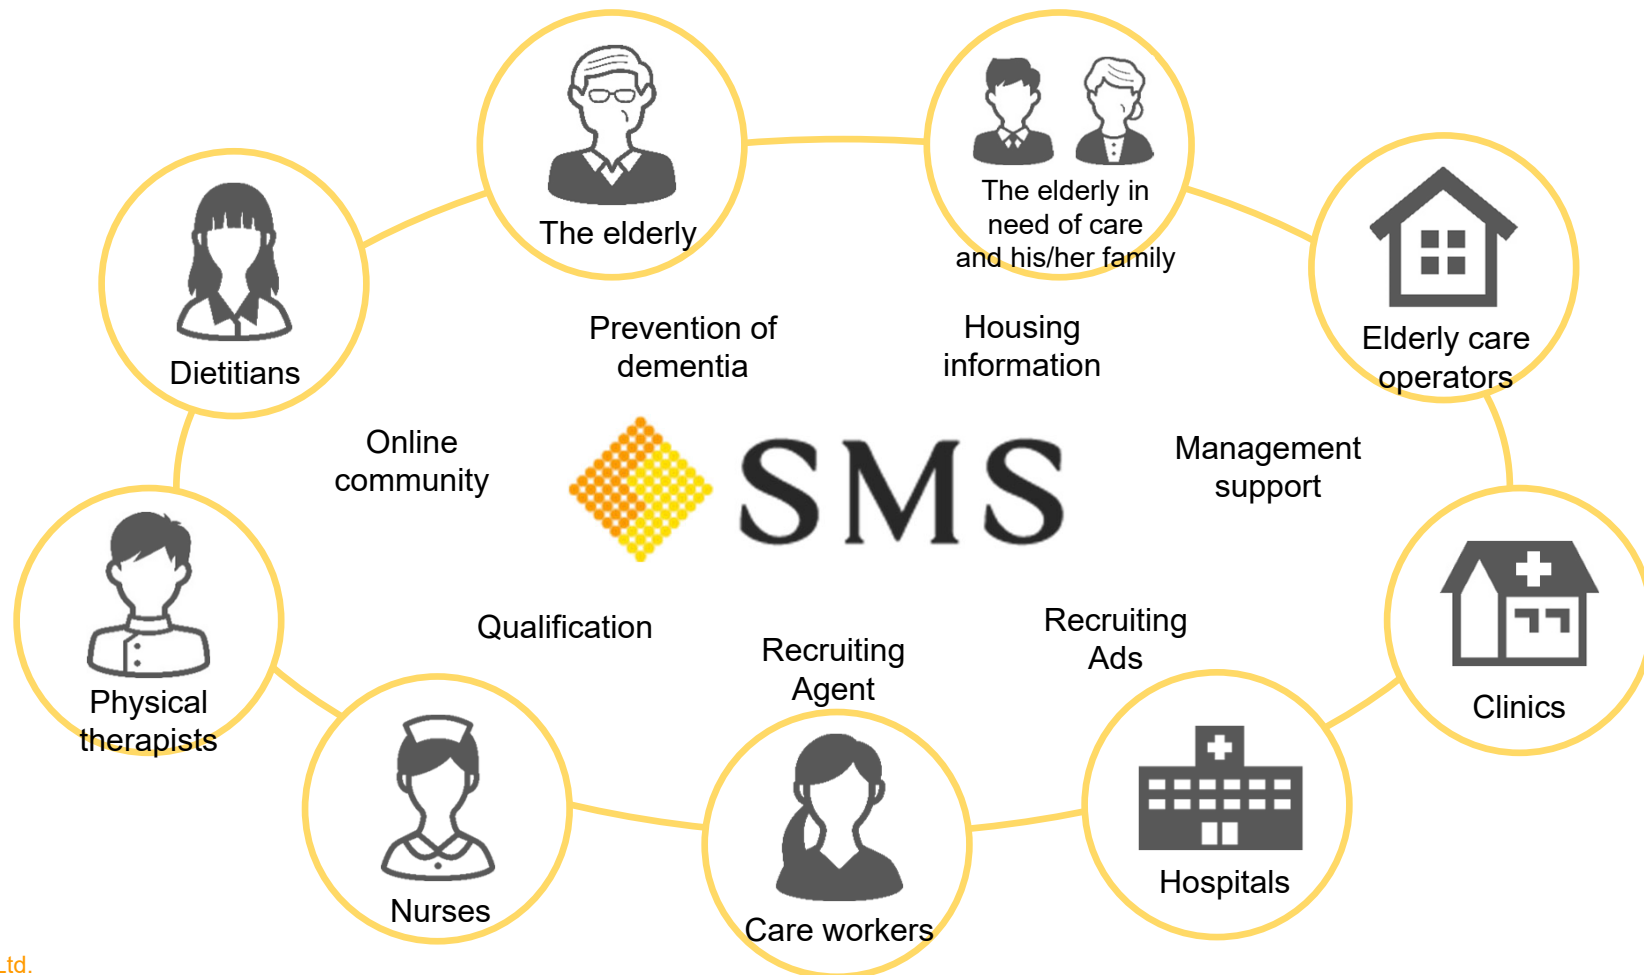 The elderly
The elderly in
need of care
and his/her family
Dietitians
Elderly care
operators
Prevention of
dementia
Housing
information
Online
community
SMS
Management
support
Physical
therapists
Qualification
Recruiting
Agent
Recruiting
Ads
Clinics
Nurses
Care workers
Hospitals
Ltd.